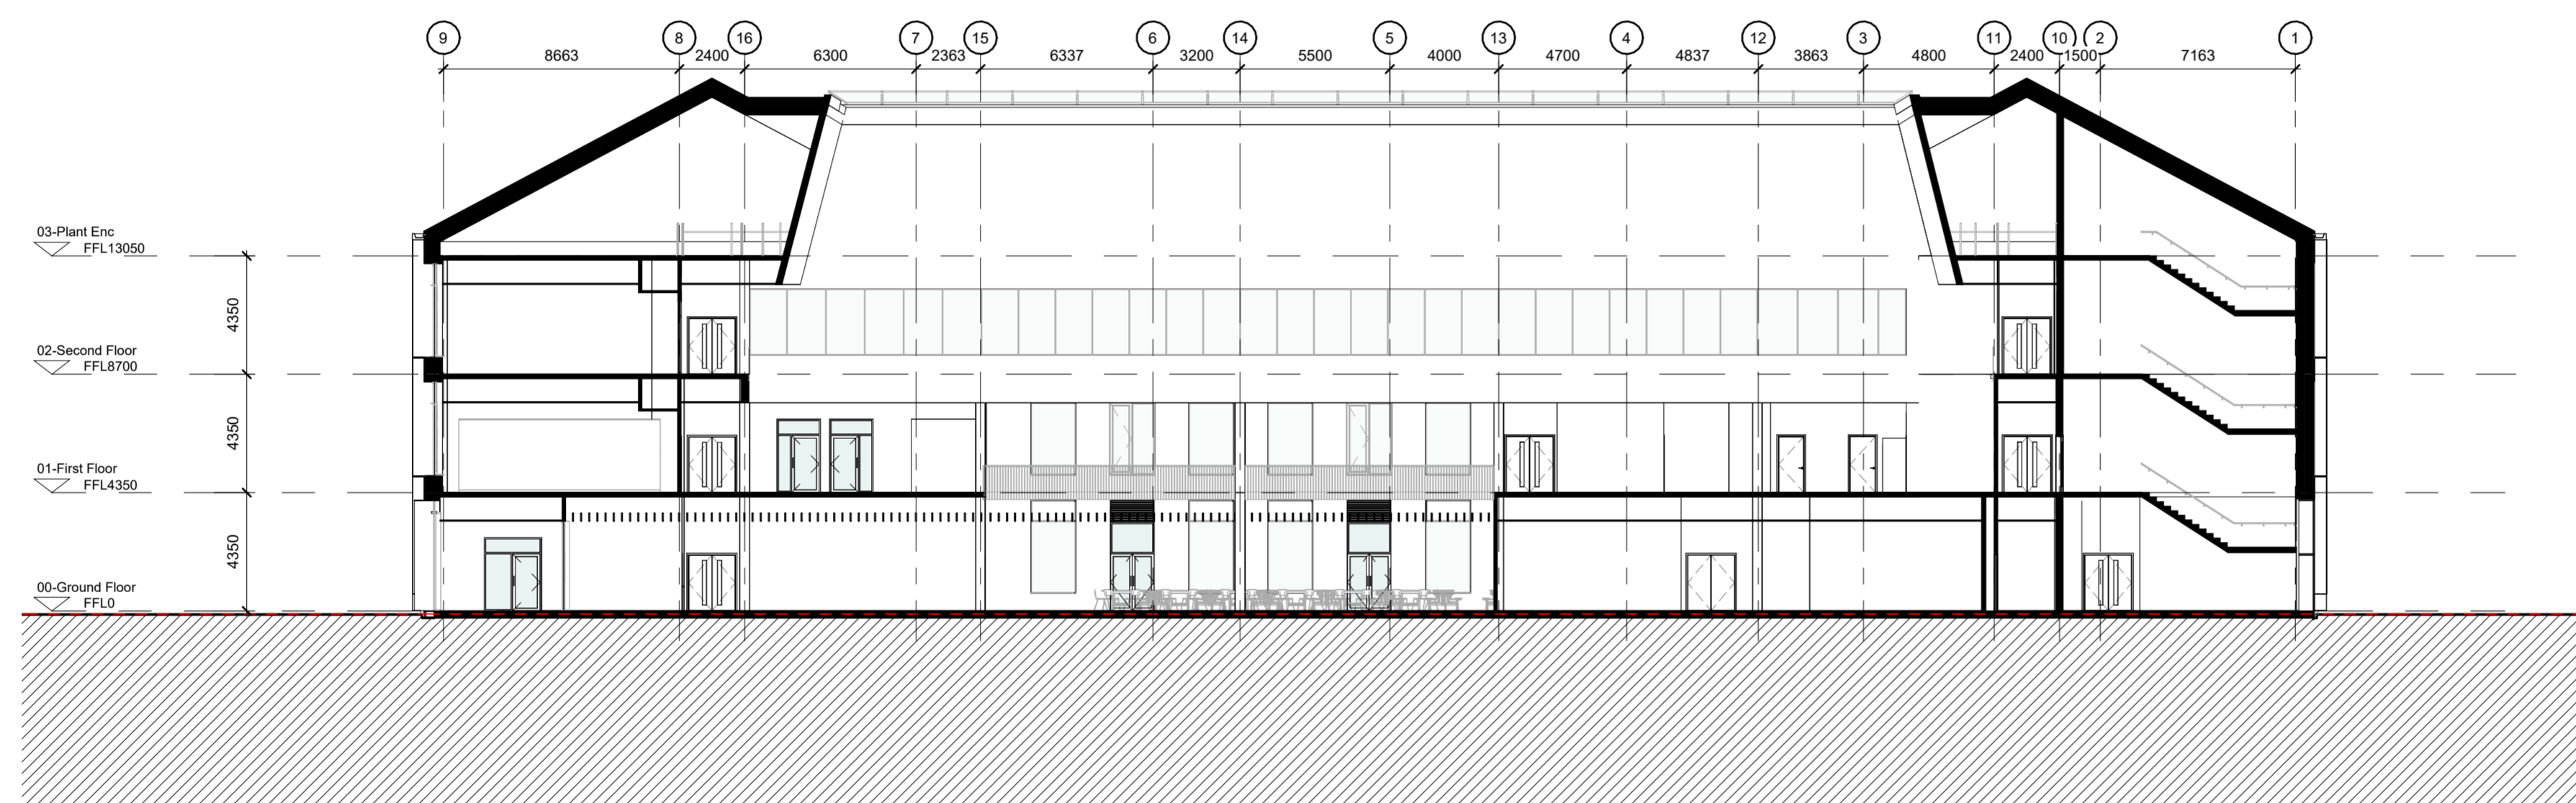 9 8 16 7 15 6 14 5 13 4 12 3 11 10 2 1
8663 2400 6300 2363 6337 3200 5500 4000 4700 4837 3863 4800 2400 1500 7163
03-Plant Enc
FFL13050
4350
02-Second Floor
FFL8700
4350
01-First Floor
FFL4350
4350
00-Ground Floor
FFL0